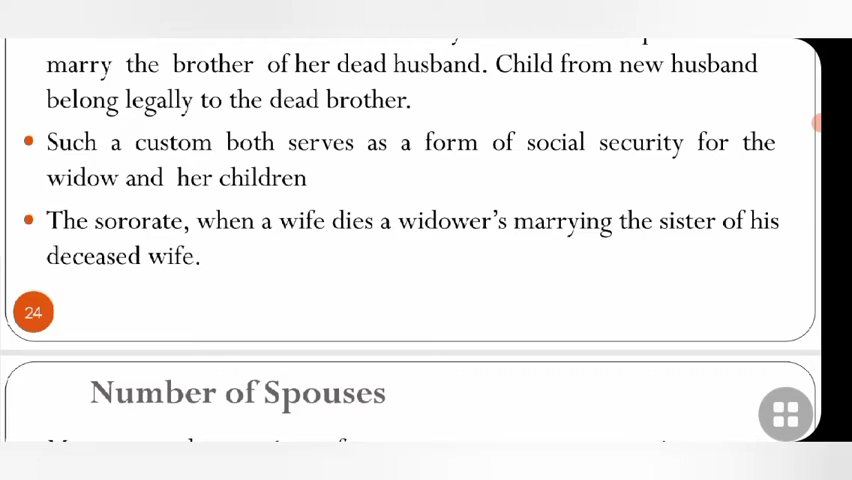 marry the brother of her dead husband. Child from new husband
belong legally to the dead brother.
• Such a custom both serves as a form of social security for the
widow and her children
• The sororate, when a wife dies a widower's marrying the sister of his
deceased wife.
24
Number of Spouses